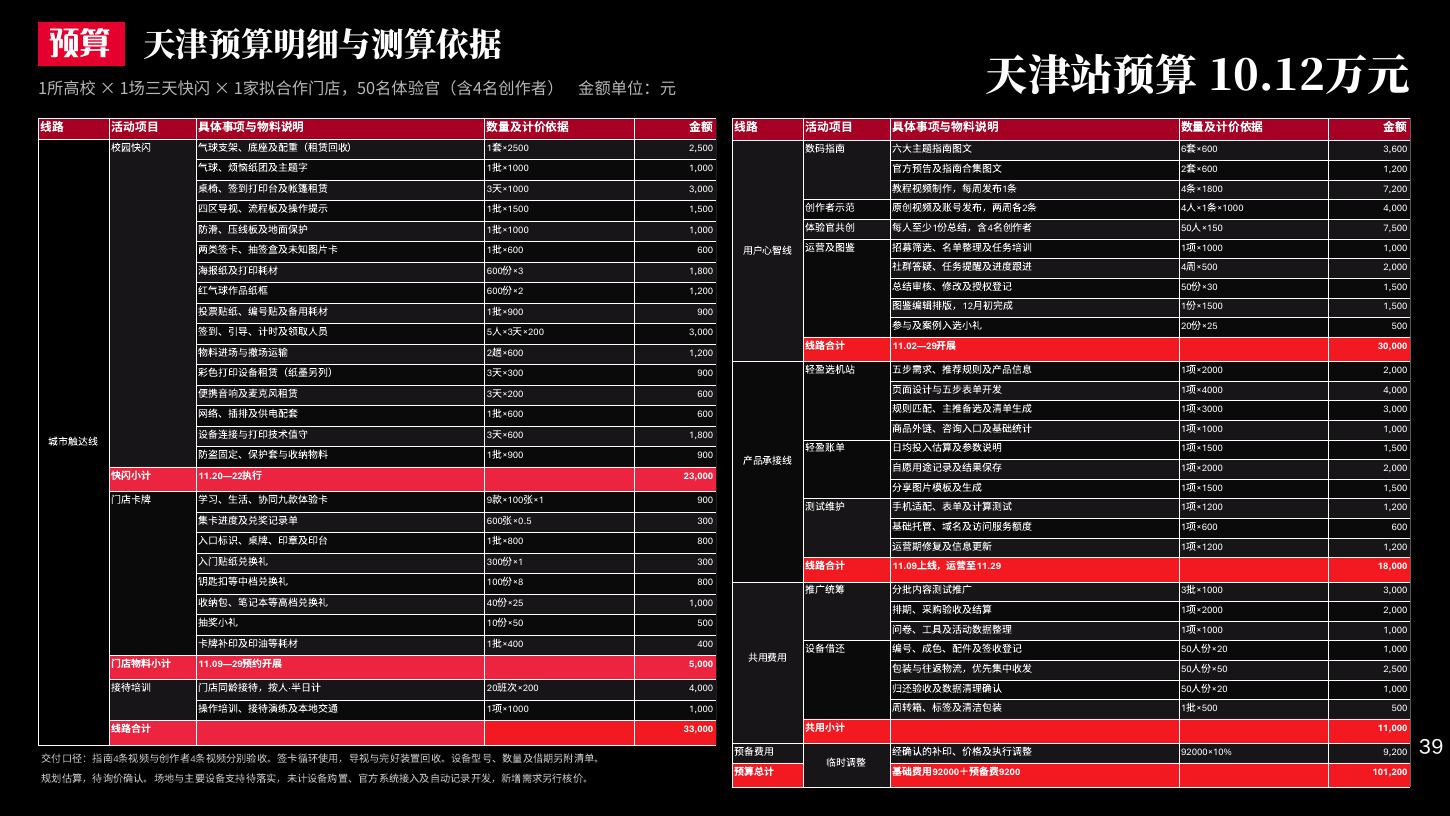 预算 天津预算明细与测算依据
1所高校 × 1场三天快闪 × 1家拟合作门店，50名体验官（含4名创作者） 金额单位：元
天津站预算 10.12万元
线路 活动项目 具体事项与物料说明 数量及计价依据 金额
城市触达线
校园快闪 气球支架、底座及配重（租赁回收） 1套×2500 2,500
气球、烦恼纸团及主题字 1批×1000 1,000
桌椅、签到打印台及帐篷租赁 3天×1000 3,000
四区导视、流程板及操作提示 1批×1500 1,500
防滑、压线板及地面保护 1批×1000 1,000
两类签卡、抽签盒及未知图片卡 1批×600 600
海报纸及打印耗材 600份×3 1,800
红气球作品纸框 600份×2 1,200
投票贴纸、编号贴及备用耗材 1批×900 900
签到、引导、计时及领取人员 5人×3天×200 3,000
物料进场与撤场运输 2趟×600 1,200
彩色打印设备租赁（纸墨另列） 3天×300 900
便携音响及麦克风租赁 3天×200 600
网络、插排及供电配套 1批×600 600
设备连接与打印技术值守 3天×600 1,800
防盗固定、保护套与收纳物料 1批×900 900
快闪小计 11.20—22执行 23,000
门店卡牌 学习、生活、协同九款体验卡 9款×100张×1 900
集卡进度及兑奖记录单 600张×0.5 300
入口标识、桌牌、印章及印台 1批×800 800
入门贴纸兑换礼 300份×1 300
钥匙扣等中档兑换礼 100份×8 800
收纳包、笔记本等高档兑换礼 40份×25 1,000
抽奖小礼 10份×50 500
卡牌补印及印油等耗材 1批×400 400
门店物料小计 11.09—29预约开展 5,000
接待培训 门店同龄接待，按人·半日计 20班次×200 4,000
操作培训、接待演练及本地交通 1项×1000 1,000
线路合计 33,000
交付口径：指南4条视频与创作者4条视频分别验收。签卡循环使用，导视与完好装置回收。设备型号、数量及借期另附清单。
规划估算，待询价确认。场地与主要设备支持待落实，未计设备购置、官方系统接入及自动记录开发，新增需求另行核价。
线路 活动项目 具体事项与物料说明 数量及计价依据 金额
用户心智线
数码指南 六大主题指南图文 6套×600 3,600
官方预告及指南合集图文 2套×600 1,200
教程视频制作，每周发布1条 4条×1800 7,200
创作者示范 原创视频及账号发布，两周各2条 4人×1条×1000 4,000
体验官共创 每人至少1份总结，含4名创作者 50人×150 7,500
运营及图鉴 招募筛选、名单整理及任务培训 1项×1000 1,000
社群答疑、任务提醒及进度跟进 4周×500 2,000
总结审核、修改及授权登记 50份×30 1,500
图鉴编辑排版，12月初完成 1份×1500 1,500
参与及案例入选小礼 20份×25 500
线路合计 11.02—29开展 30,000
产品承接线
轻盈选机站 五步需求、推荐规则及产品信息 1项×2000 2,000
页面设计与五步表单开发 1项×4000 4,000
规则匹配、主推备选及清单生成 1项×3000 3,000
商品外链、咨询入口及基础统计 1项×1000 1,000
轻盈账单 日均投入估算及参数说明 1项×1500 1,500
自愿用途记录及结果保存 1项×2000 2,000
分享图片模板及生成 1项×1500 1,500
测试维护 手机适配、表单及计算测试 1项×1200 1,200
基础托管、域名及访问服务额度 1项×600 600
运营期修复及信息更新 1项×1200 1,200
线路合计 11.09上线，运营至11.29 18,000
共用费用
推广统筹 分批内容测试推广 3批×1000 3,000
排期、采购验收及结算 1项×2000 2,000
问卷、工具及活动数据整理 1项×1000 1,000
设备借还 编号、成色、配件及签收登记 50人份×20 1,000
包装与往返物流，优先集中收发 50人份×50 2,500
归还验收及数据清理确认 50人份×20 1,000
周转箱、标签及清洁包装 1批×500 500
共用小计 11,000
预备费用 临时调整 经确认的补印、价格及执行调整 92000×10% 9,200
预算总计 基础费用92000＋预备费9200 101,200
39